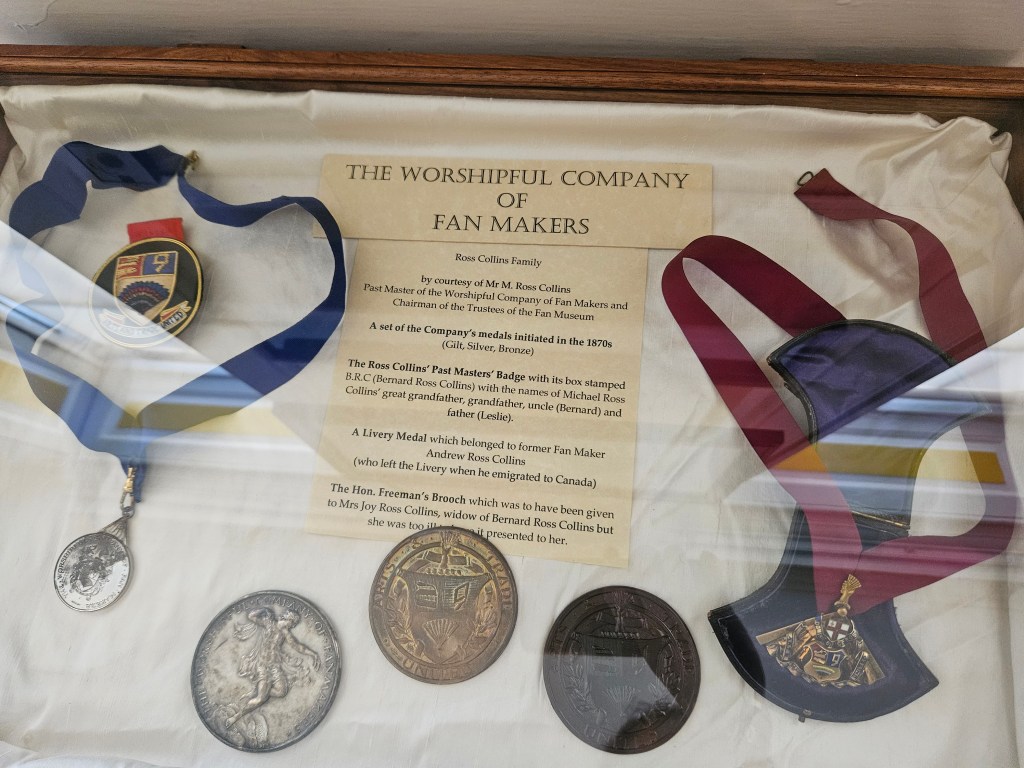 THE WORSHIPFUL COMPANY
OF
FAN MAKERS
Ross Collins Family
by courtesy of Mr M. Ross Collins
Past Master of the Worshipful Company of Fan Makers and
Chairman of the Trustees of the Fan Museum
A set of the Company's medals initiated in the 1870s
(Gilt, Silver, Bronze)
The Ross Collins' Past Masters' Badge with its box stamped
B.R.C (Bernard Ross Collins) with the names of Michael Ross
Collins' great grandfather, grandfather, uncle (Bernard) and
father (Leslie).
A Livery Medal which belonged to former Fan Maker
Andrew Ross Collins
(who left the Livery when he emigrated to Canada)
The Hon. Freeman's Brooch which was to have been given
to Mrs Joy Ross Collins, widow of Bernard Ross Collins but
she was too ill it presented to her.
ARTS TRADE